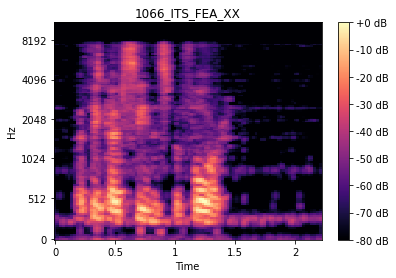 1066_ITS_FEA_XX
8192
4096
2048
1024
512
0
Hz
0
0.5
1
1.5
2
Time
+0 dB
-10 dB
-20 dB
-30 dB
-40 dB
-50 dB
-60 dB
-70 dB
-80 dB